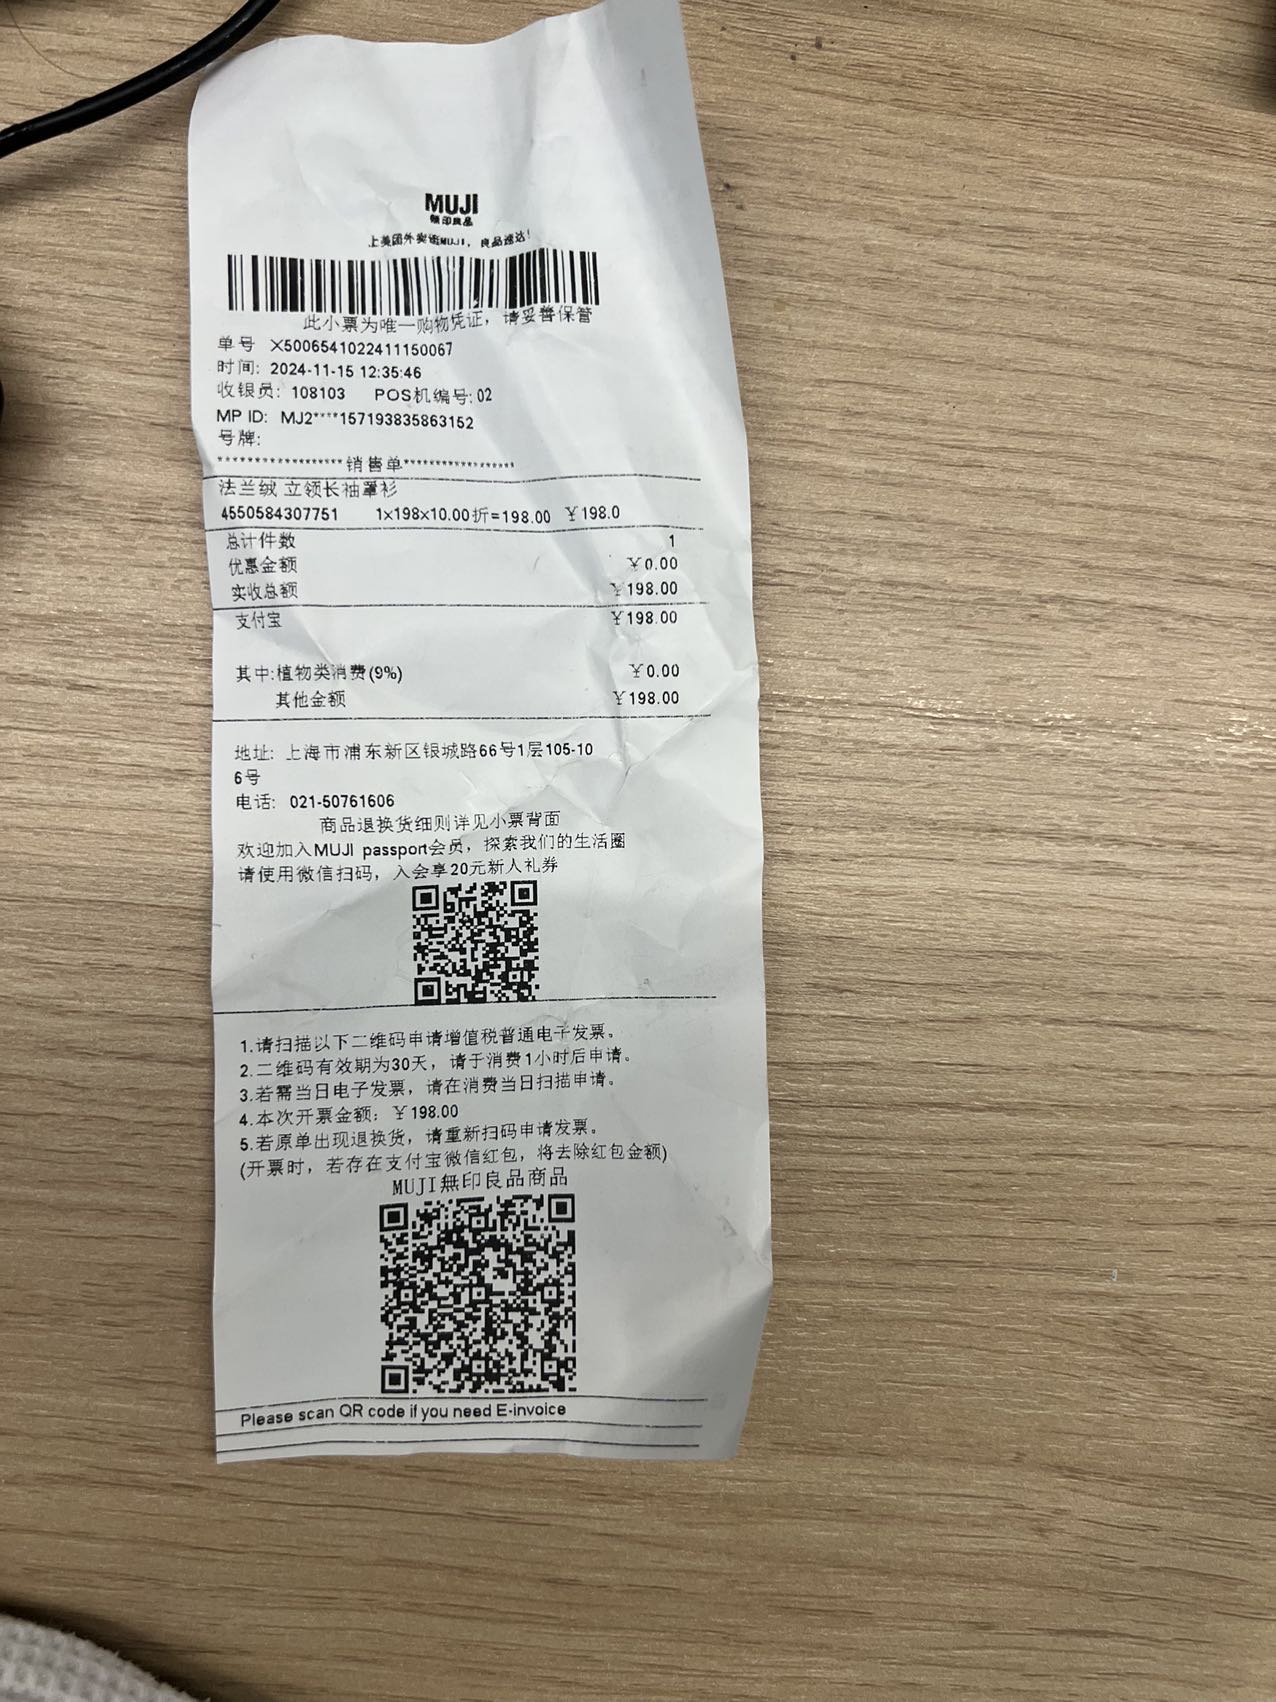 MUJI
無印良品
上美团外卖逛MUJI，良品速达！
此小票为唯一购物凭证，请妥善保管
单号 X5006541022411150067
时间: 2024-11-15 12:35:46
收银员: 108103 POS机编号: 02
MP ID: MJ2****157193835863152
号牌:
******************销售单****************
法兰绒 立领长袖罩衫
4550584307751 1x198x10.00折=198.00 ¥198.0
总计件数 1
优惠金额 ¥0.00
实收总额 ¥198.00
支付宝 ¥198.00
其中:植物类消费(9%) ¥0.00
其他金额 ¥198.00
地址: 上海市浦东新区银城路66号1层105-10
6号
电话: 021-50761606
商品退换货细则详见小票背面
欢迎加入MUJI passport会员，探索我们的生活圈
请使用微信扫码，入会享20元新人礼券
1.请扫描以下二维码申请增值税普通电子发票。
2.二维码有效期为30天，请于消费1小时后申请。
3.若需当日电子发票，请在消费当日扫描申请。
4.本次开票金额: ¥198.00
5.若原单出现退换货，请重新扫码申请发票。
(开票时，若存在支付宝微信红包，将去除红包金额)
MUJI無印良品商品
Please scan QR code if you need E-invoice